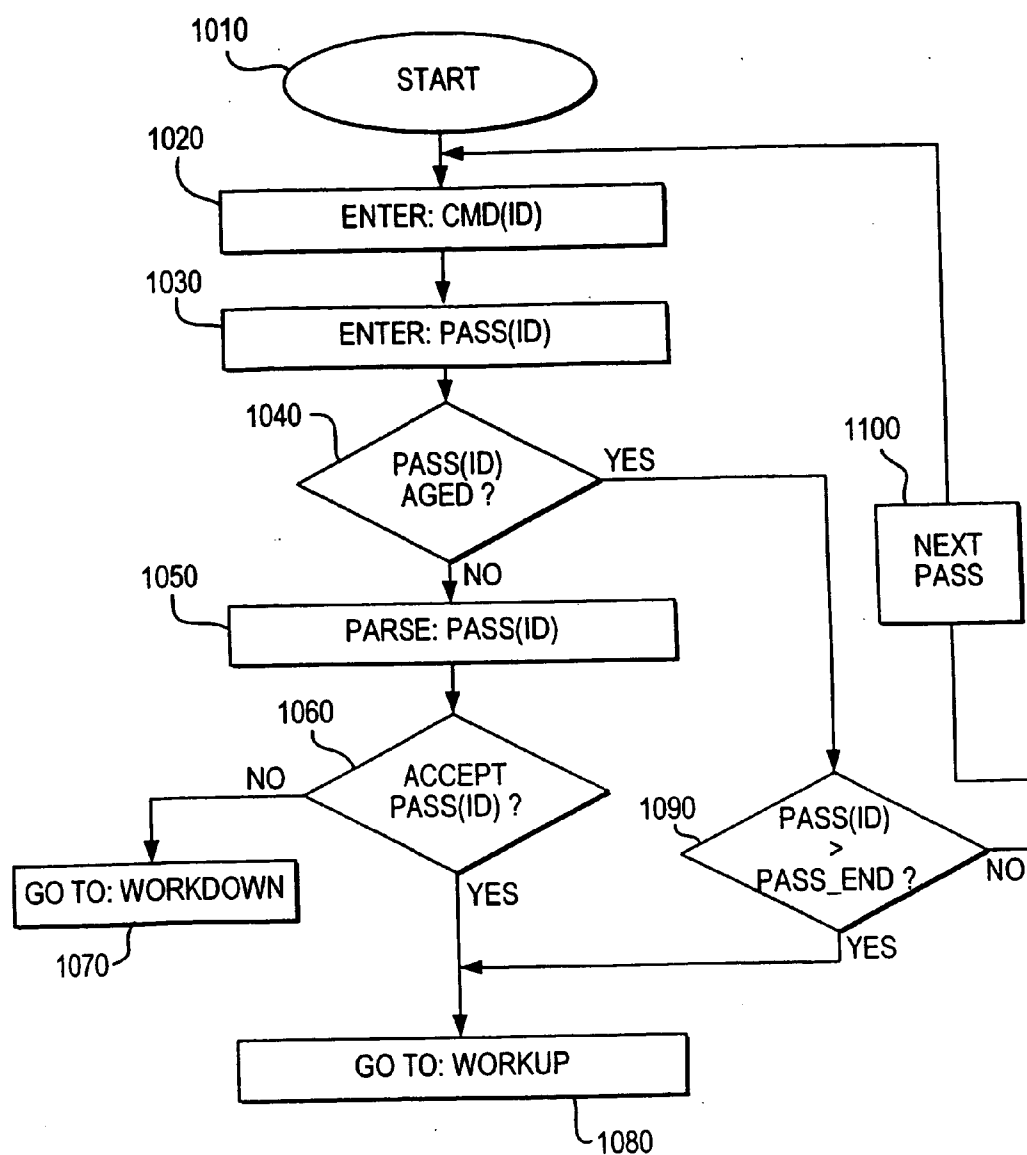 1010
START
1020
ENTER: CMD(ID)
1030
ENTER: PASS(ID)
1040
PASS(ID)
AGED ?
YES
NO
1100
NEXT
PASS
1050
PARSE: PASS(ID)
1060
ACCEPT
PASS(ID) ?
NO
YES
1090
PASS(ID)
>
PASS_END ?
NO
YES
GO TO: WORKDOWN
1070
GO TO: WORKUP
1080